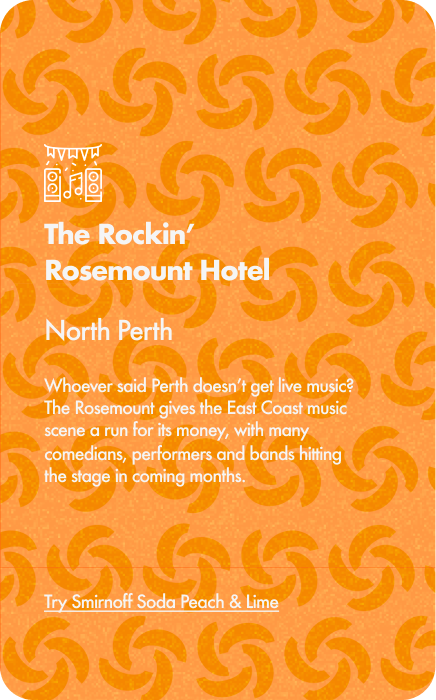 The Rockin’
Rosemount Hotel
North Perth
Whoever said Perth doesn’t get live music?
The Rosemount gives the East Coast music
scene a run for its money, with many
comedians, performers and bands hitting
the stage in coming months.
Try Smirnoff Soda Peach & Lime